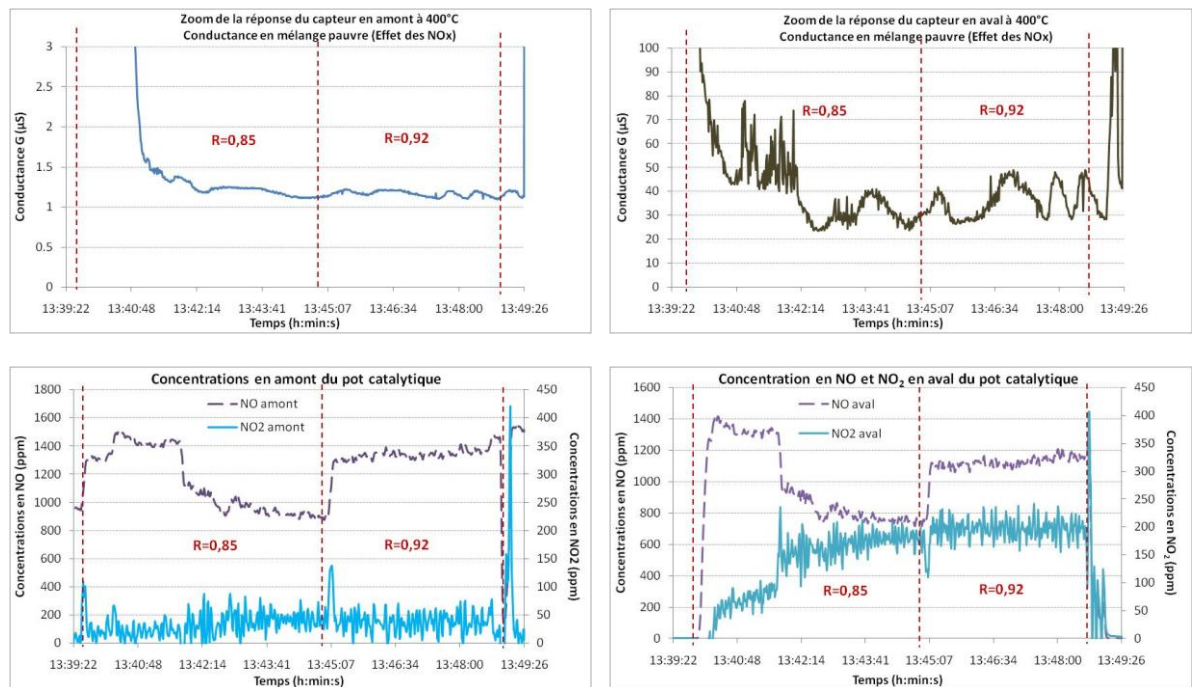 Zoom de la réponse du capteur en amont à 400°C
Conductance en mélange pauvre (Effet des NOx)
Conductance G (µS)
3
2.5
2
1.5
1
0.5
0
R=0,85
R=0,92
13:39:22 13:40:48 13:42:14 13:43:41 13:45:07 13:46:34 13:48:00 13:49:26
Temps (h:min:s)
Zoom de la réponse du capteur en aval à 400°C
Conductance en mélange pauvre (Effet des NOx)
Conductance G (µS)
100
90
80
70
60
50
40
30
20
10
0
R=0,85
R=0,92
13:39:22 13:40:48 13:42:14 13:43:41 13:45:07 13:46:34 13:48:00 13:49:26
Temps (h:min:s)
Concentrations en amont du pot catalytique
NO amont
NO2 amont
Concentrations en NO (ppm)
1800
1600
1400
1200
1000
800
600
400
200
0
R=0,85
R=0,92
450
400
350
300
250
200
150
100
50
0
Concentrations en NO2 (ppm)
13:39:22 13:40:48 13:42:14 13:43:41 13:45:07 13:46:34 13:48:00 13:49:26
Temps (h:min:s)
Concentration en NO et NO₂ en aval du pot catalytique
NO aval
NO2 aval
Concentrations en NO (ppm)
1600
1400
1200
1000
800
600
400
200
0
R=0,85
R=0,92
450
400
350
300
250
200
150
100
50
0
Concentrations en NO₂ (ppm)
13:39:22 13:40:48 13:42:14 13:43:41 13:45:07 13:46:34 13:48:00 13:49:26
Temps (h:min:s)